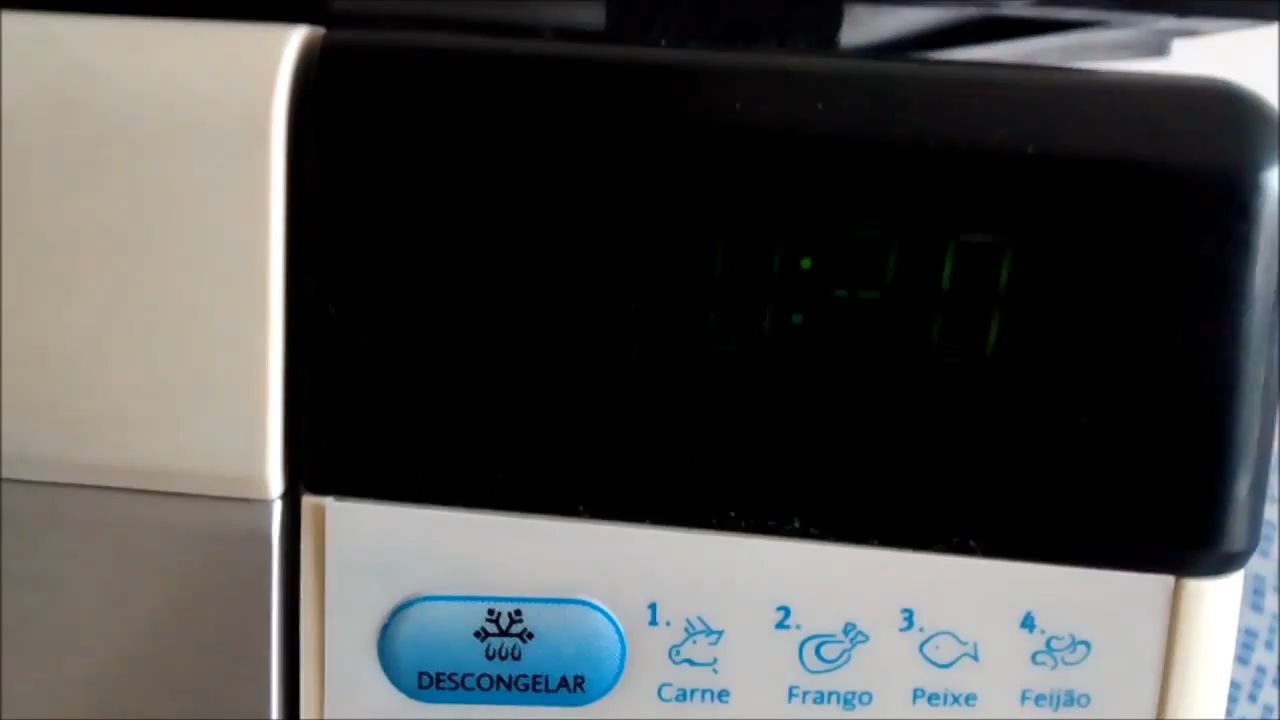 DESCONGELAR
1. Carne
2. Frango
3. Peixe
4. Feijão